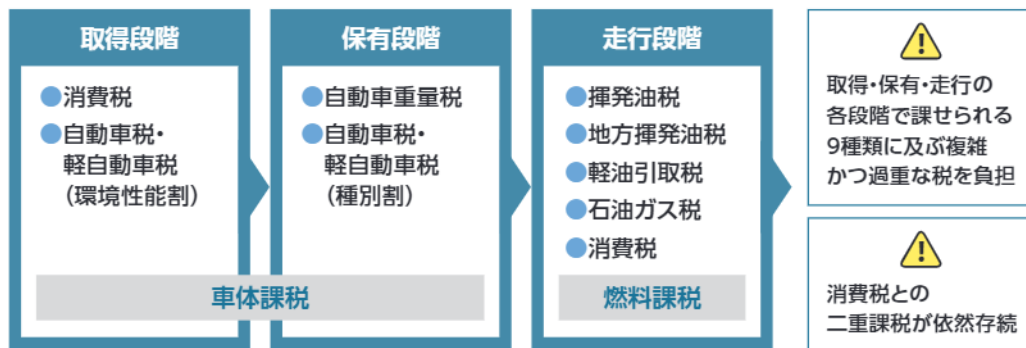 取得段階
●消費税
●自動車税・
軽自動車税
(環境性能割)
保有段階
●自動車重量税
●自動車税・
軽自動車税
(種別割)
車体課税
走行段階
●揮発油税
●地方揮発油税
●軽油引取税
●石油ガス税
●消費税
燃料課税
取得・保有・走行の
各段階で課せられる
9種類に及ぶ複雑
かつ過重な税を負担
消費税との
二重課税が依然存続